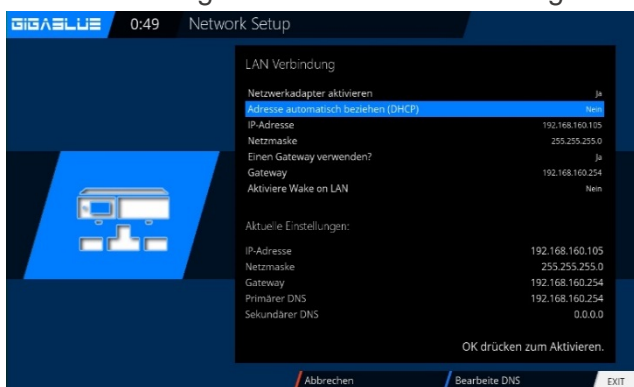 GIGABLUE 0:49 Network Setup
LAN Verbindung
Netzwerkadapter aktivieren Ja
Adresse automatisch beziehen (DHCP) Nein
IP-Adresse 192.168.160.105
Netzmaske 255.255.255.0
Einen Gateway verwenden? Ja
Gateway 192.168.160.254
Aktiviere Wake on LAN Nein
Aktuelle Einstellungen:
IP-Adresse 192.168.160.105
Netzmaske 255.255.255.0
Gateway 192.168.160.254
Primärer DNS 192.168.160.254
Sekundärer DNS 0.0.0.0
OK drücken zum Aktivieren.
Abbrechen Bearbeite DNS EXIT